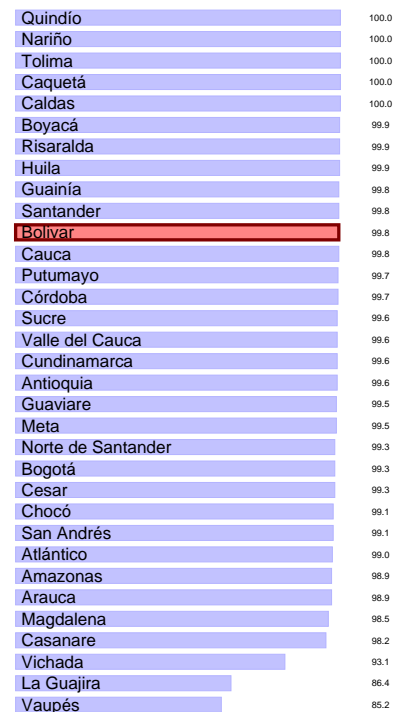 Quindío 100.0
Nariño 100.0
Tolima 100.0
Caquetá 100.0
Caldas 100.0
Boyacá 99.9
Risaralda 99.9
Huila 99.9
Guainía 99.8
Santander 99.8
Bolivar 99.8
Cauca 99.8
Putumayo 99.7
Córdoba 99.7
Sucre 99.6
Valle del Cauca 99.6
Cundinamarca 99.6
Antioquia 99.6
Guaviare 99.5
Meta 99.5
Norte de Santander 99.3
Bogotá 99.3
Cesar 99.3
Chocó 99.1
San Andrés 99.1
Atlántico 99.0
Amazonas 98.9
Arauca 98.9
Magdalena 98.5
Casanare 98.2
Vichada 93.1
La Guajira 86.4
Vaupés 85.2